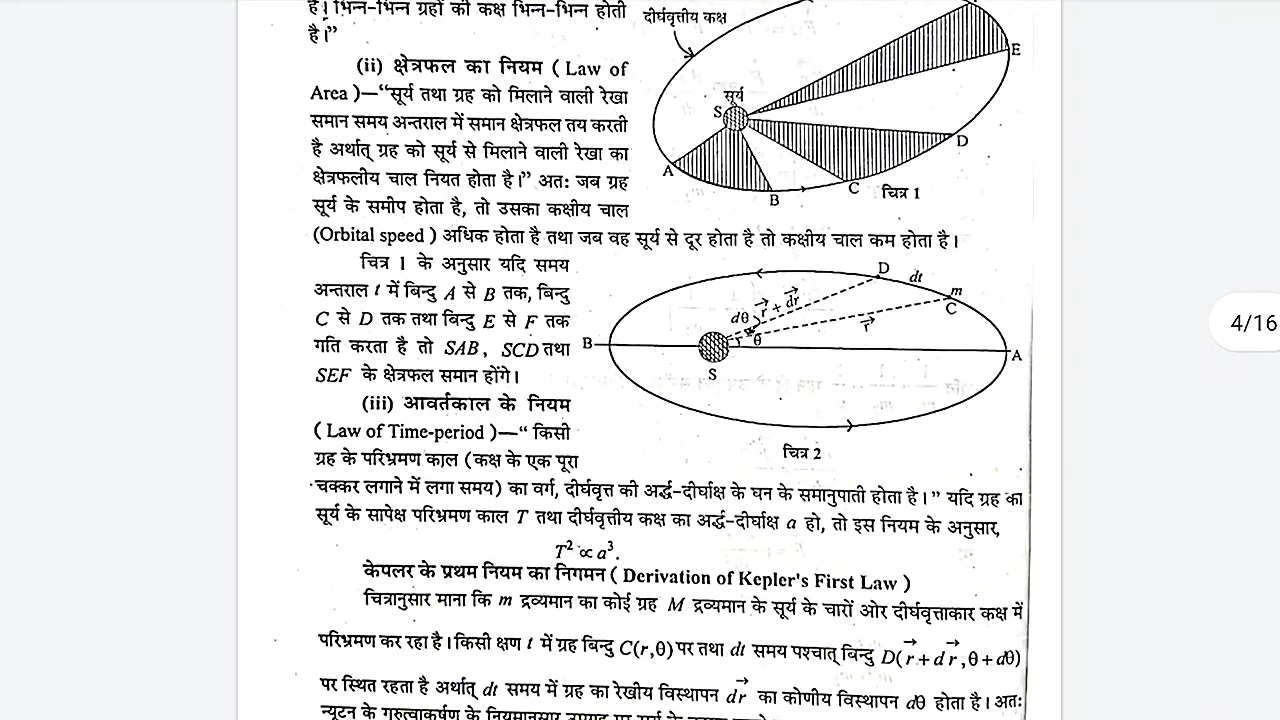 है। भिन्न-भिन्न ग्रहों की कक्ष भिन्न-भिन्न होती
है।”
(ii) क्षेत्रफल का नियम ( Law of
Area )—“सूर्य तथा ग्रह को मिलाने वाली रेखा
समान समय अन्तराल में समान क्षेत्रफल तय करती
है अर्थात् ग्रह को सूर्य से मिलाने वाली रेखा का
क्षेत्रफलीय चाल नियत होता है।” अतः जब ग्रह
सूर्य के समीप होता है, तो उसका कक्षीय चाल
(Orbital speed ) अधिक होता है तथा जब वह सूर्य से दूर होता है तो कक्षीय चाल कम होता है।
दीर्घवृत्तीय कक्ष
सूर्य
S
A
B
C
D
E
चित्र 1
चित्र 1 के अनुसार यदि समय
अन्तराल t में बिन्दु A से B तक, बिन्दु
C से D तक तथा बिन्दु E से F तक
गति करता है तो SAB, SCD तथा
SEF के क्षेत्रफल समान होंगे।
(iii) आवर्तकाल के नियम
( Law of Time-period )—“ किसी
ग्रह के परिभ्रमण काल (कक्ष के एक पूरा
D
dt
m
C
dθ
r⃗ + dr⃗
r⃗
θ
B
S
A
चित्र 2
चक्कर लगाने में लगा समय) का वर्ग, दीर्घवृत्त की अर्द्ध-दीर्घाक्ष के घन के समानुपाती होता है।” यदि ग्रह का
सूर्य के सापेक्ष परिभ्रमण काल T तथा दीर्घवृत्तीय कक्ष का अर्द्ध-दीर्घाक्ष a हो, तो इस नियम के अनुसार,
T² ∝ a³.
केपलर के प्रथम नियम का निगमन ( Derivation of Kepler's First Law )
चित्रानुसार माना कि m द्रव्यमान का कोई ग्रह M द्रव्यमान के सूर्य के चारों ओर दीर्घवृत्ताकार कक्ष में
परिभ्रमण कर रहा है। किसी क्षण t में ग्रह बिन्दु C(r,θ) पर तथा dt समय पश्चात् बिन्दु D(r⃗ + dr⃗, θ + dθ)
पर स्थित रहता है अर्थात् dt समय में ग्रह का रेखीय विस्थापन dr⃗ का कोणीय विस्थापन dθ होता है। अतः
न्यूटन के गुरुत्वाकर्षण के नियमानुसार
4/16